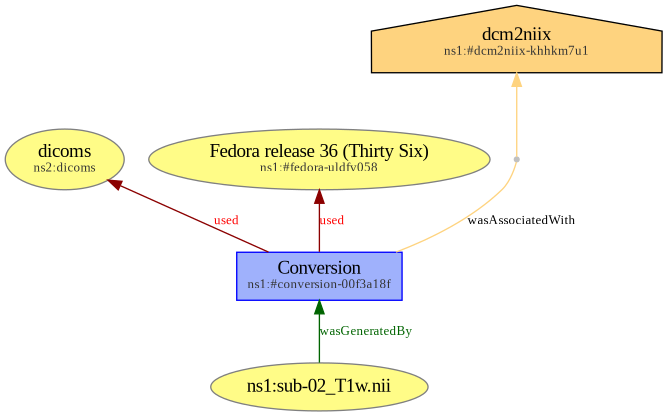 dcm2niix
ns1:#dcm2niix-khhkm7u1
dicoms
ns2:dicoms
Fedora release 36 (Thirty Six)
ns1:#fedora-uldfv058
used
used
wasAssociatedWith
Conversion
ns1:#conversion-00f3a18f
wasGeneratedBy
ns1:sub-02_T1w.nii